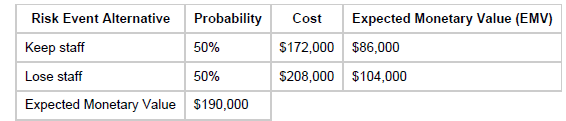 Risk Event Alternative Probability Cost Expected Monetary Value (EMV)
Keep staff 50% $172,000 $86,000
Lose staff 50% $208,000 $104,000
Expected Monetary Value $190,000